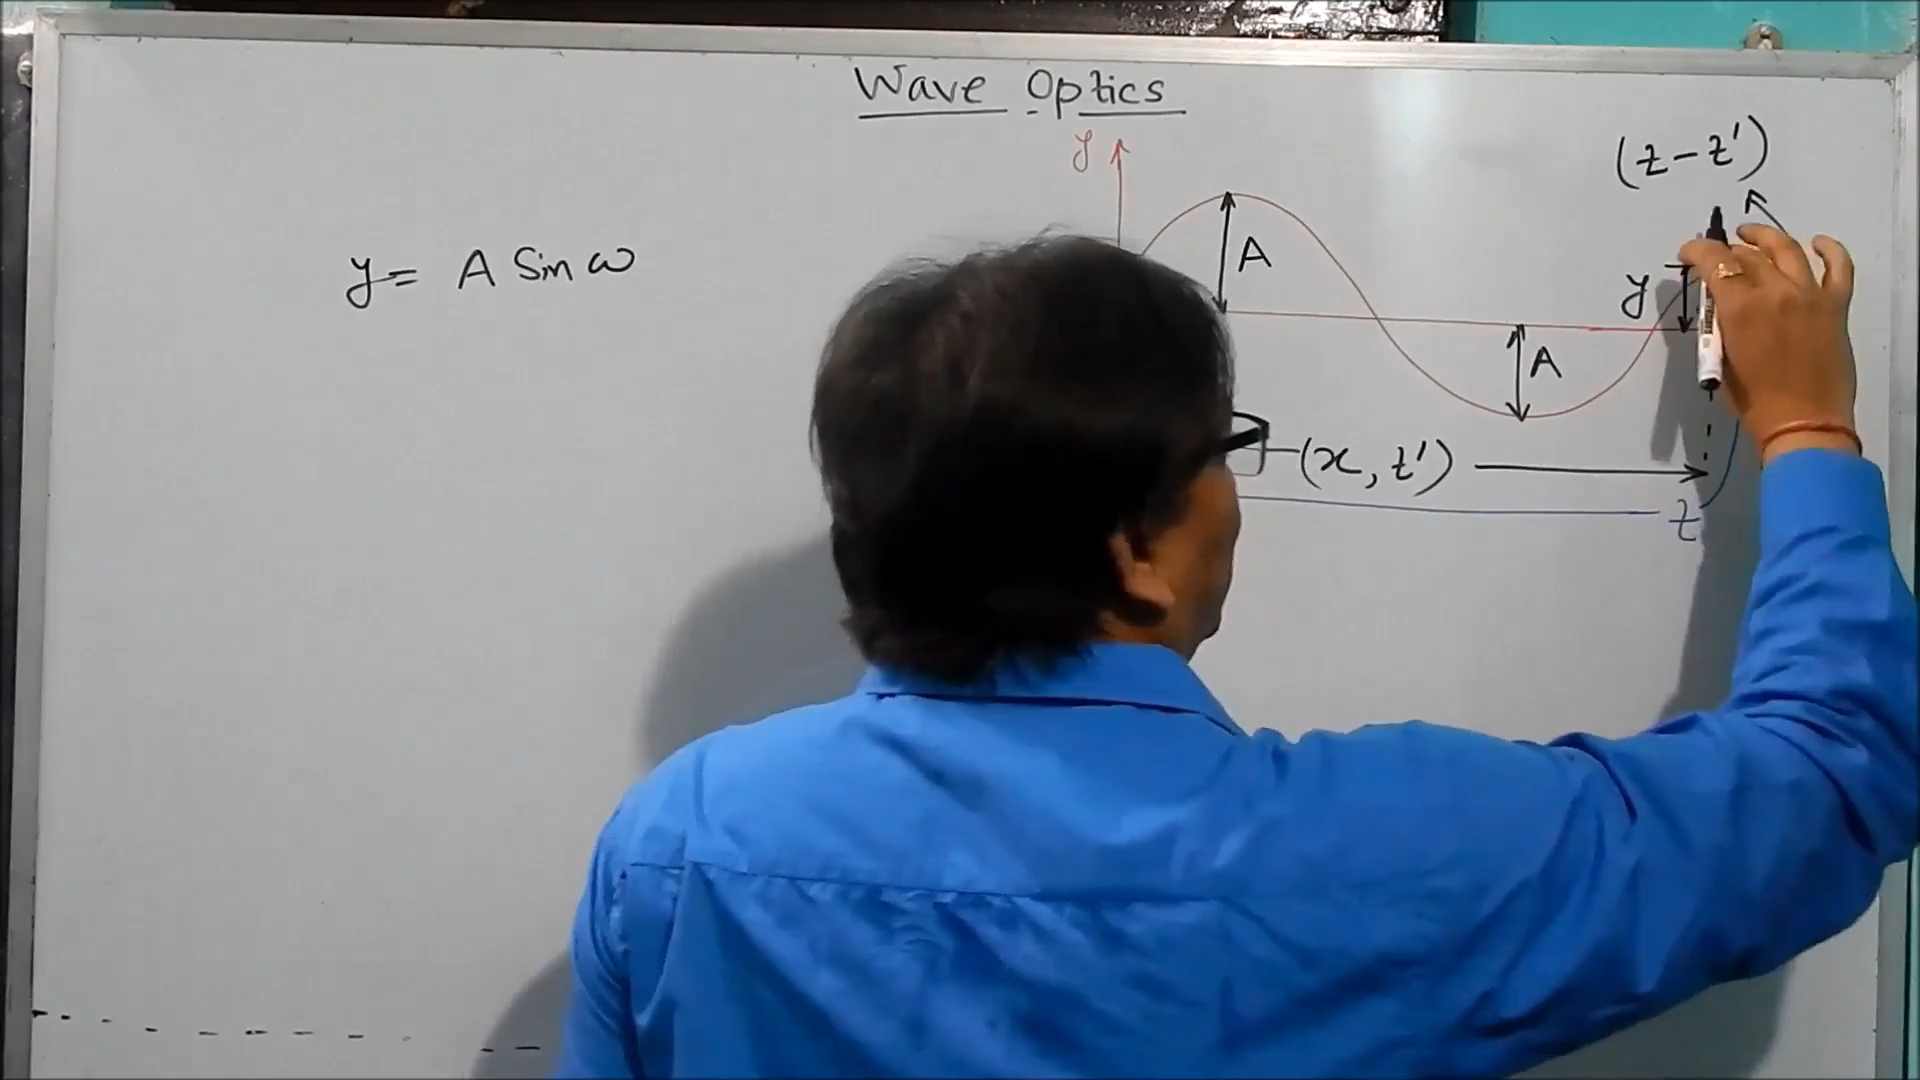 Wave Optics
y
(z-z')
y = A Sin ω
A
y
A
(x, z')
z